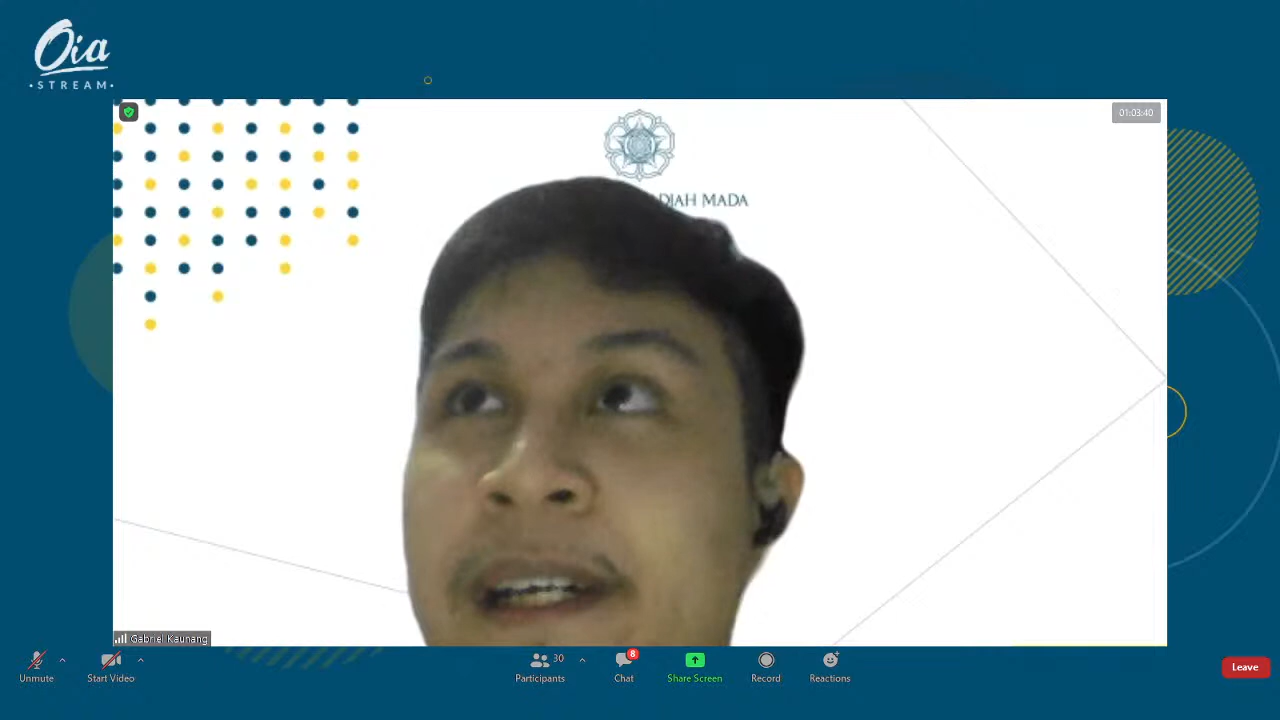 Oia
• STREAM •
01:03:40
DJAH MADA
Gabriel Kaunang
Unmute
Start Video
30
Participants
8
Chat
Share Screen
Record
Reactions
Leave